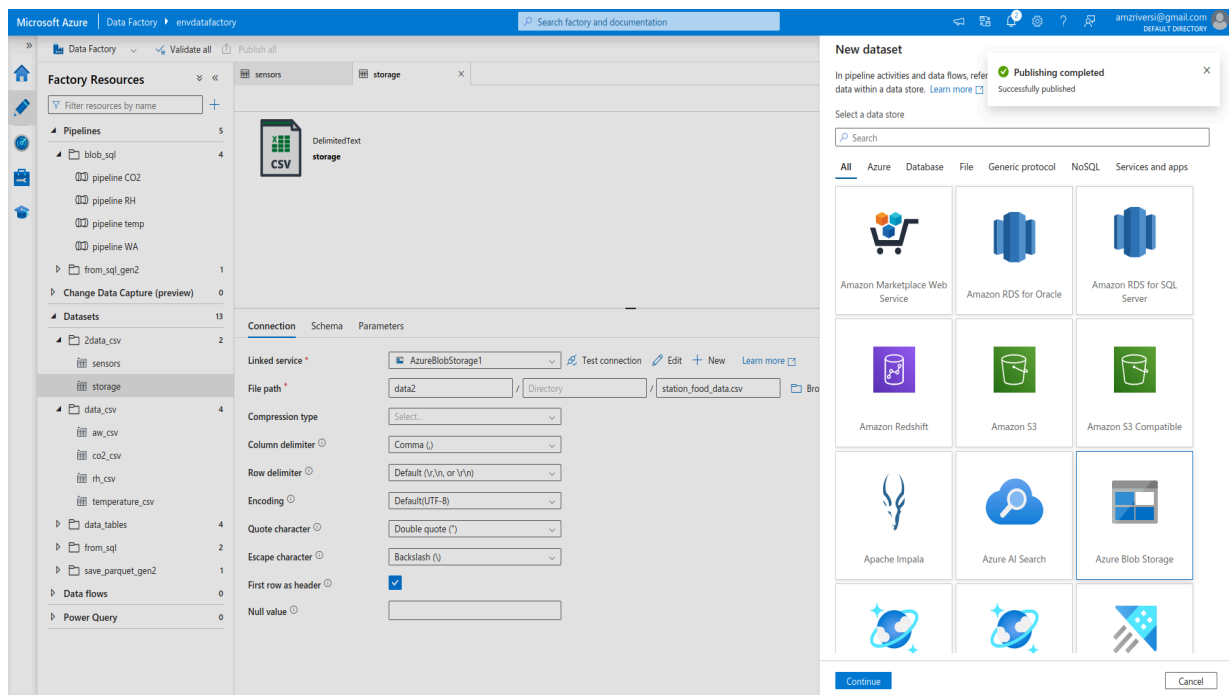 Microsoft Azure
Data Factory
envdatafactory
Search factory and documentation
2
amzriversi@gmail.com
DEFAULT DIRECTORY
Data Factory
Validate all
Publish all
Factory Resources
Filter resources by name
Pipelines 5
blob_sql 4
pipeline CO2
pipeline RH
pipeline temp
pipeline WA
from_sql_gen2 1
Change Data Capture (preview) 0
Datasets 13
2data_csv 2
sensors
storage
data_csv 4
aw_csv
co2_csv
rh_csv
temperature_csv
data_tables 4
from_sql 2
save_parquet_gen2 1
Data flows 0
Power Query 0
sensors
storage
CSV
DelimitedText
storage
Connection Schema Parameters
Linked service * AzureBlobStorage1 Test connection Edit New Learn more
File path * data2 / Directory / station_food_data.csv Bro
Compression type Select...
Column delimiter Comma (,)
Row delimiter Default (\r,\n, or \r\n)
Encoding Default(UTF-8)
Quote character Double quote (")
Escape character Backslash (\)
First row as header
Null value
New dataset
In pipeline activities and data flows, refer
data within a data store. Learn more
Publishing completed
Successfully published
Select a data store
Search
All Azure Database File Generic protocol NoSQL Services and apps
Amazon Marketplace Web
Service
Amazon RDS for Oracle
Amazon RDS for SQL
Server
Amazon Redshift
Amazon S3
Amazon S3 Compatible
Apache Impala
Azure AI Search
Azure Blob Storage
Continue
Cancel